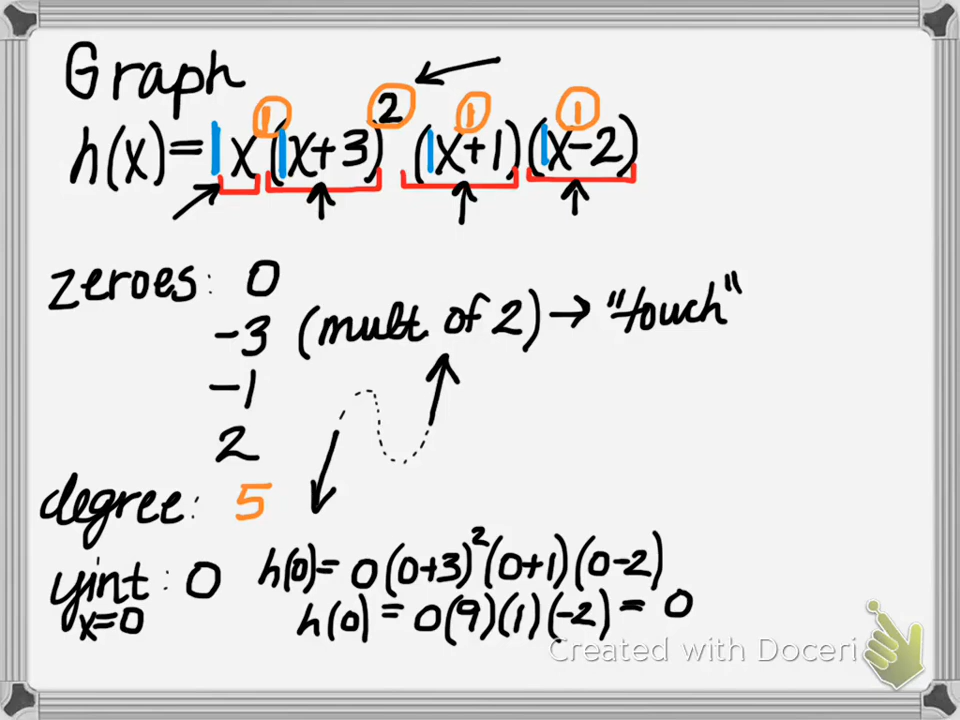 Graph
h(x)=1x¹(1x+3)²(1x+1)¹(1x-2)¹
zeroes: 0
-3 (mult. of 2) → "touch"
-1
2
degree: 5
yint: 0 h(0)= 0(0+3)²(0+1)(0-2)
x=0 h(0) = 0(9)(1)(-2) = 0
Created with Doceri